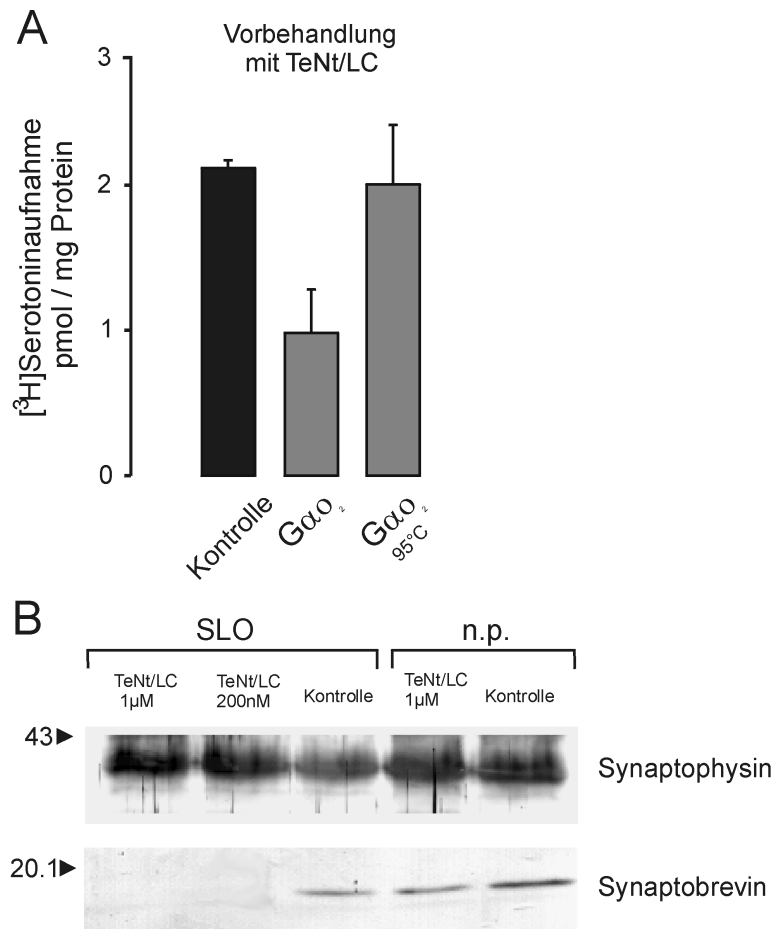 A
Vorbehandlung
mit TeNt/LC
[³H]Serotoninaufnahme
pmol / mg Protein
3
2
1
0
Kontrolle
Gαo₂
Gαo₂
95°C
B
SLO
n.p.
TeNt/LC
1µM
TeNt/LC
200nM
Kontrolle
TeNt/LC
1µM
Kontrolle
43
Synaptophysin
20.1
Synaptobrevin